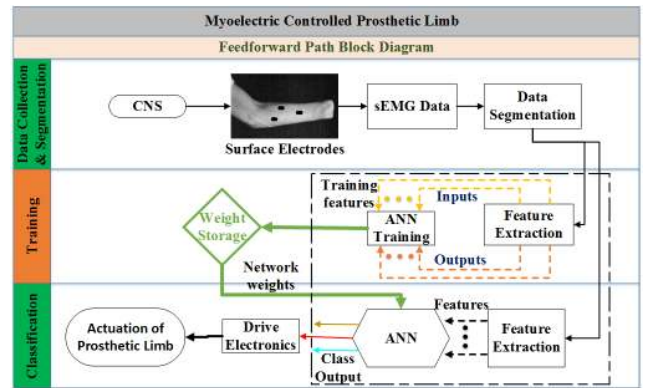 Myoelectric Controlled Prosthetic Limb
Feedforward Path Block Diagram
Data Collection
& Segmentation
CNS
Surface Electrodes
sEMG Data
Data
Segmentation
Training
Training
features
Inputs
Weight
Storage
ANN
Training
Feature
Extraction
Outputs
Network
weights
Classification
Features
Actuation of
Prosthetic Limb
Drive
Electronics
ANN
Feature
Extraction
Class
Output